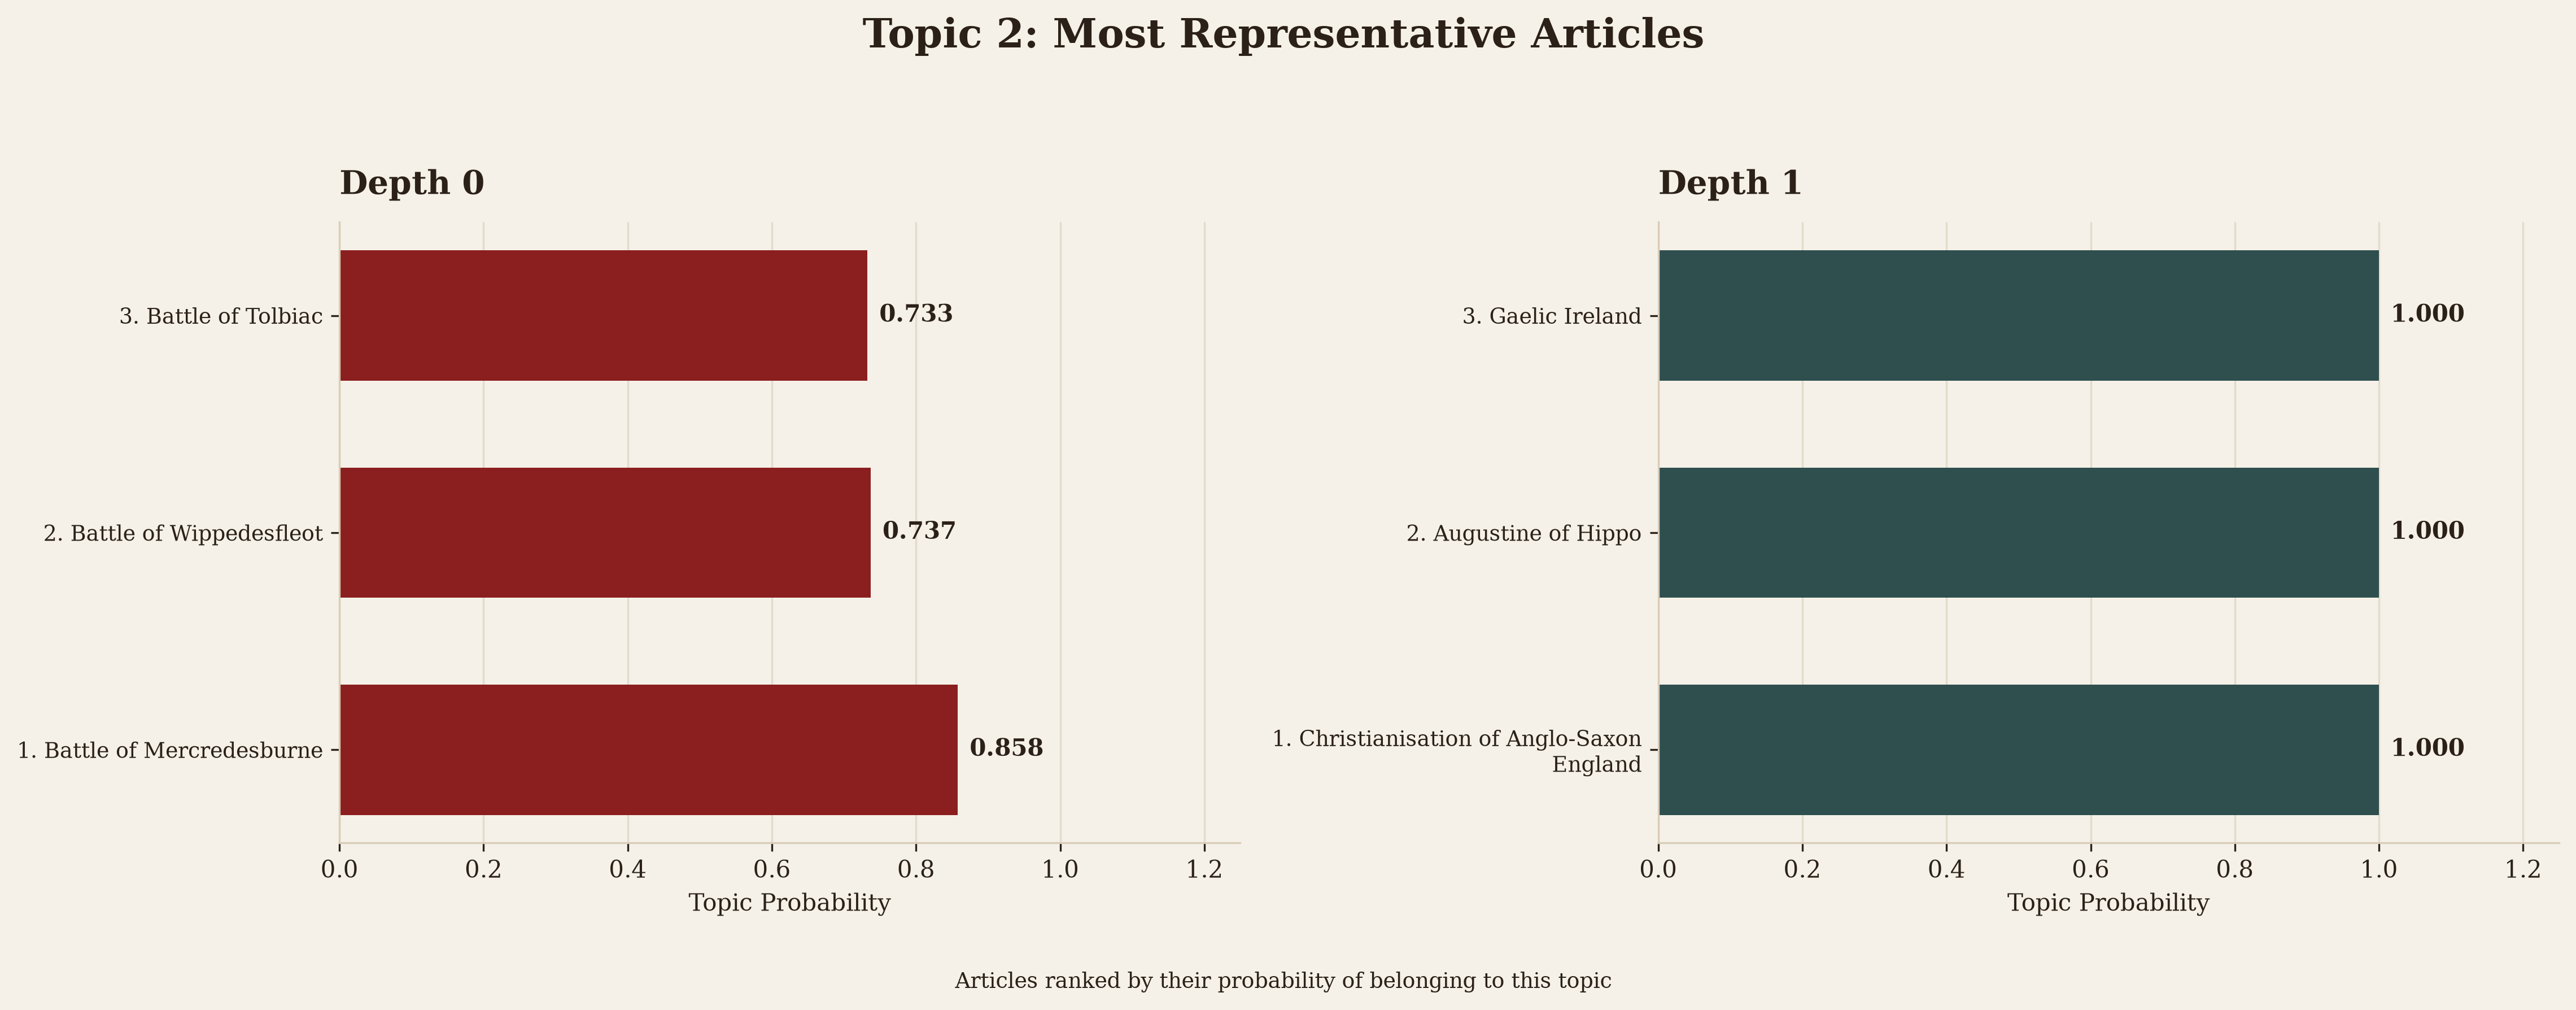 Topic 2: Most Representative Articles
Depth 0
3. Battle of Tolbiac
0.733
2. Battle of Wippedesfleot
0.737
1. Battle of Mercredesburne
0.858
0.0 0.2 0.4 0.6 0.8 1.0 1.2
Topic Probability
Depth 1
3. Gaelic Ireland
1.000
2. Augustine of Hippo
1.000
1. Christianisation of Anglo-Saxon
England
1.000
0.0 0.2 0.4 0.6 0.8 1.0 1.2
Topic Probability
Articles ranked by their probability of belonging to this topic